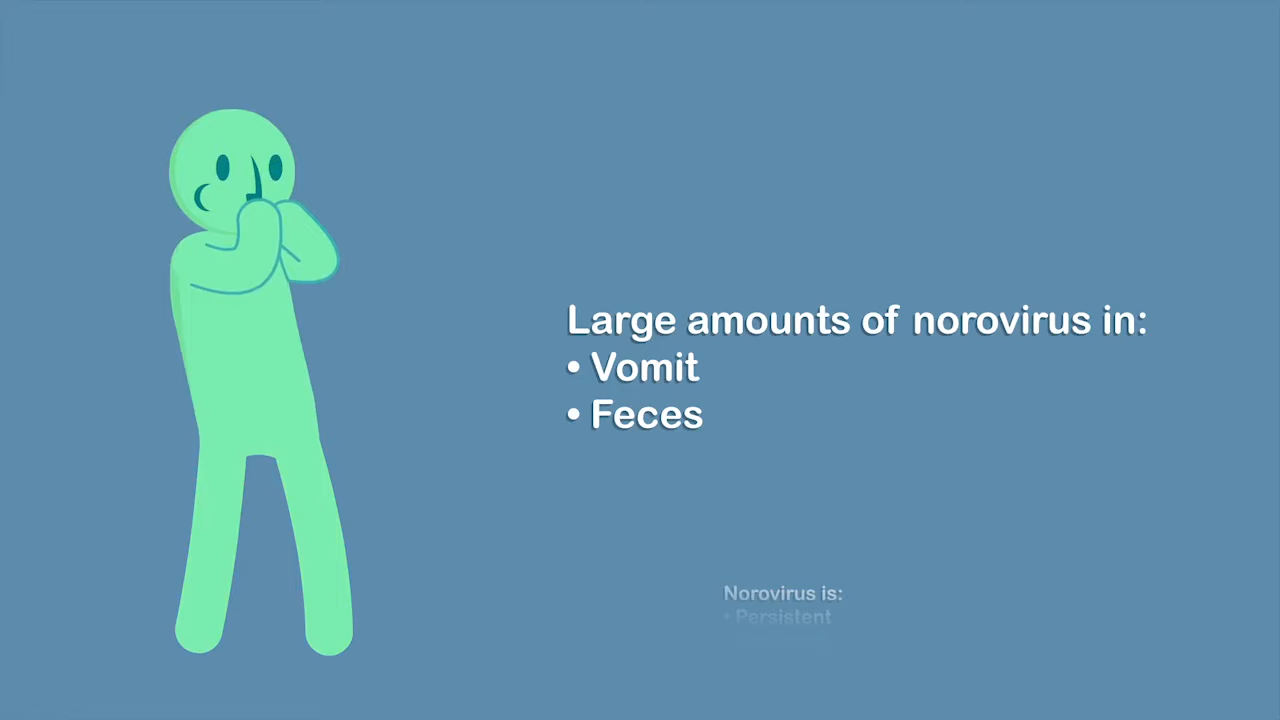 Large amounts of norovirus in:
• Vomit
• Feces
Norovirus is:
• Persistent